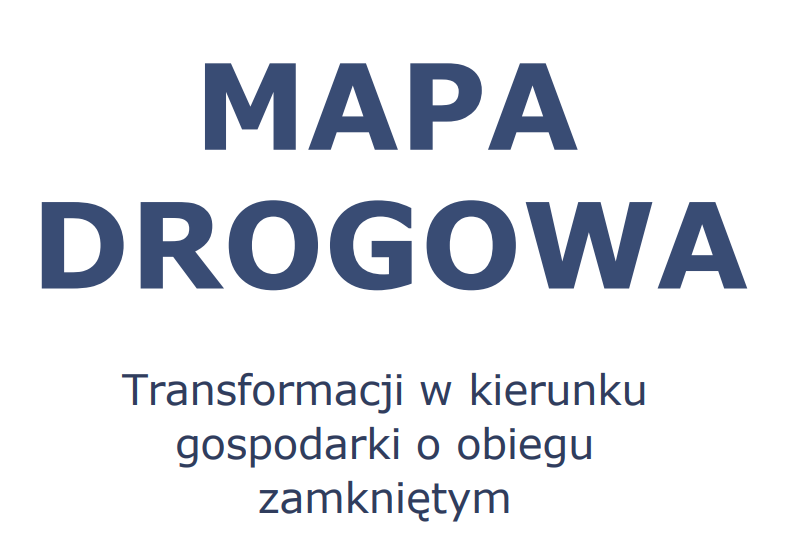 MAPA
DROGOWA
Transformacji w kierunku
gospodarki o obiegu
zamkniętym